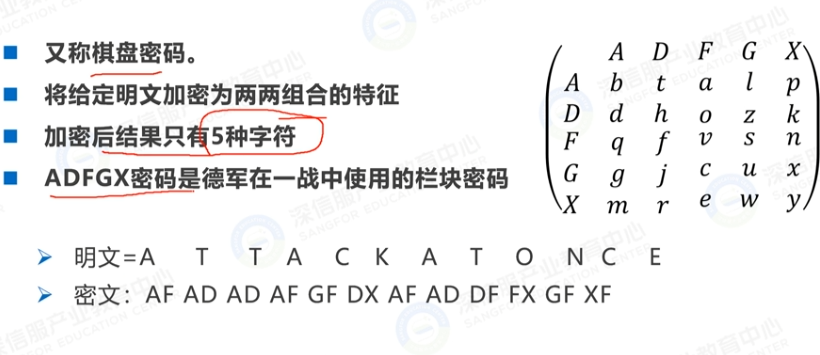 又称棋盘密码。
将给定明文加密为两两组合的特征
加密后结果只有5种字符
ADFGX密码是德军在一战中使用的栏块密码
A D F G X
A b t a l p
D d h o z k
F q f v s n
G g j c u x
X m r e w y
明文=A T T A C K A T O N C E
密文：AF AD AD AF GF DX AF AD DF FX GF XF
深信服产业教育中心
SANGFOR EDUCATION CENTER